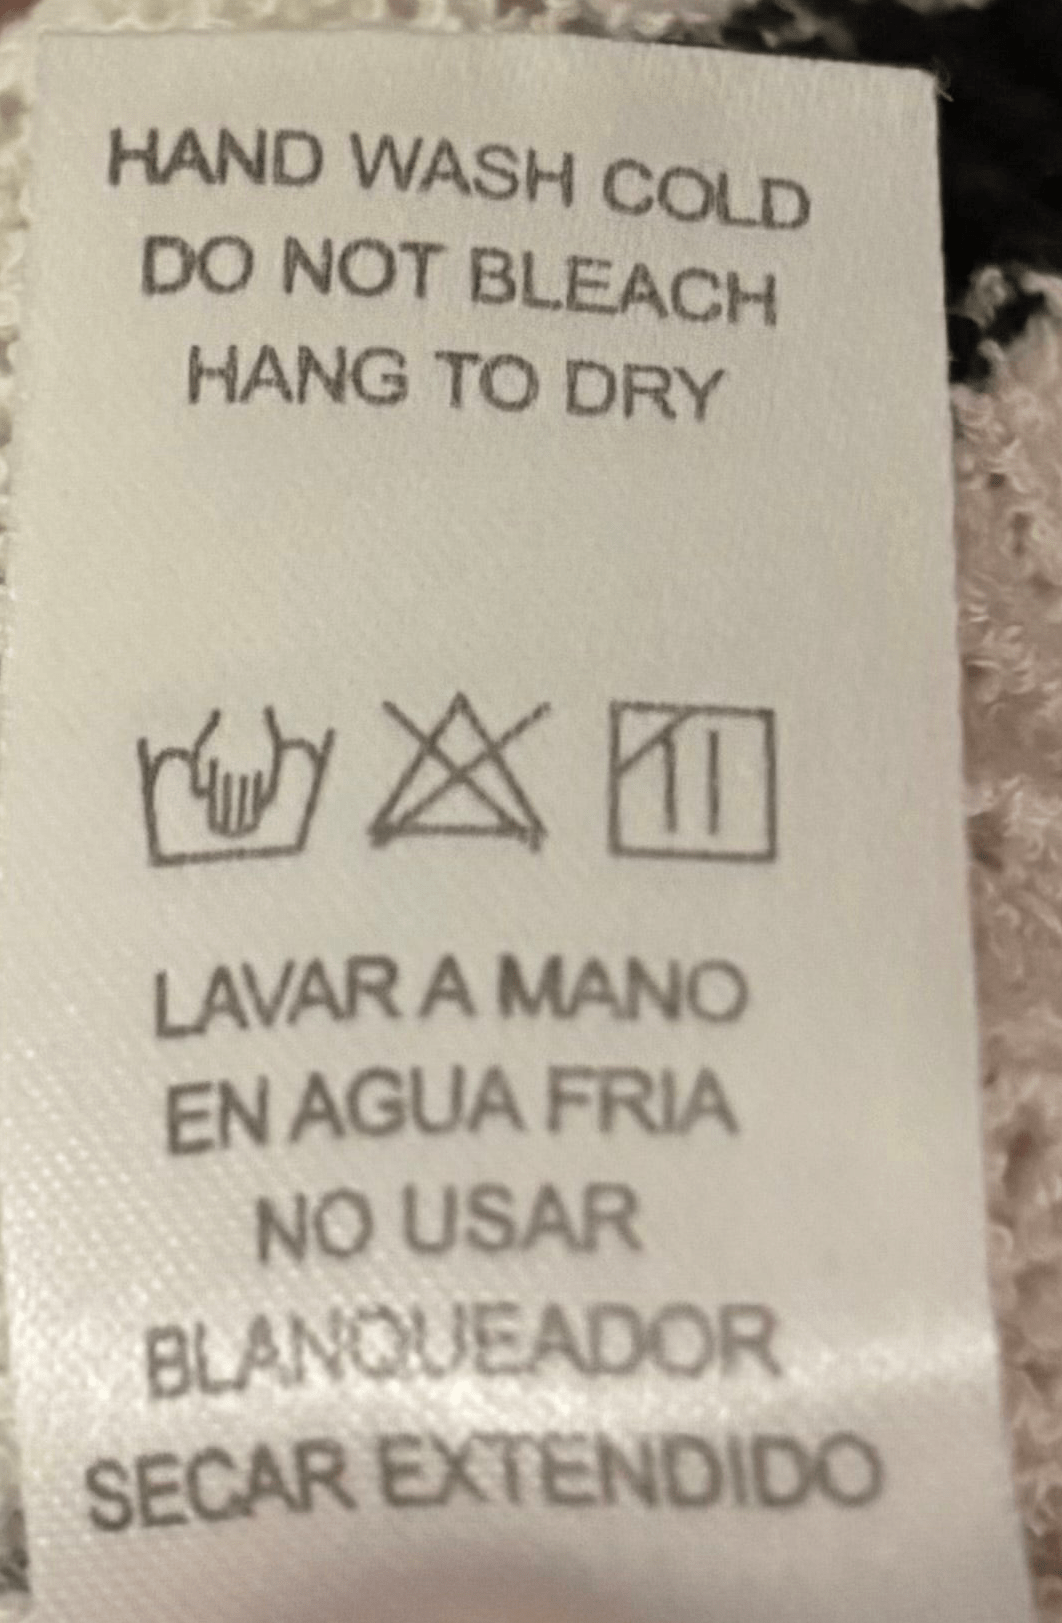 HAND WASH COLD
DO NOT BLEACH
HANG TO DRY
LAVAR A MANO
EN AGUA FRIA
NO USAR
BLANQUEADOR
SECAR EXTENDIDO